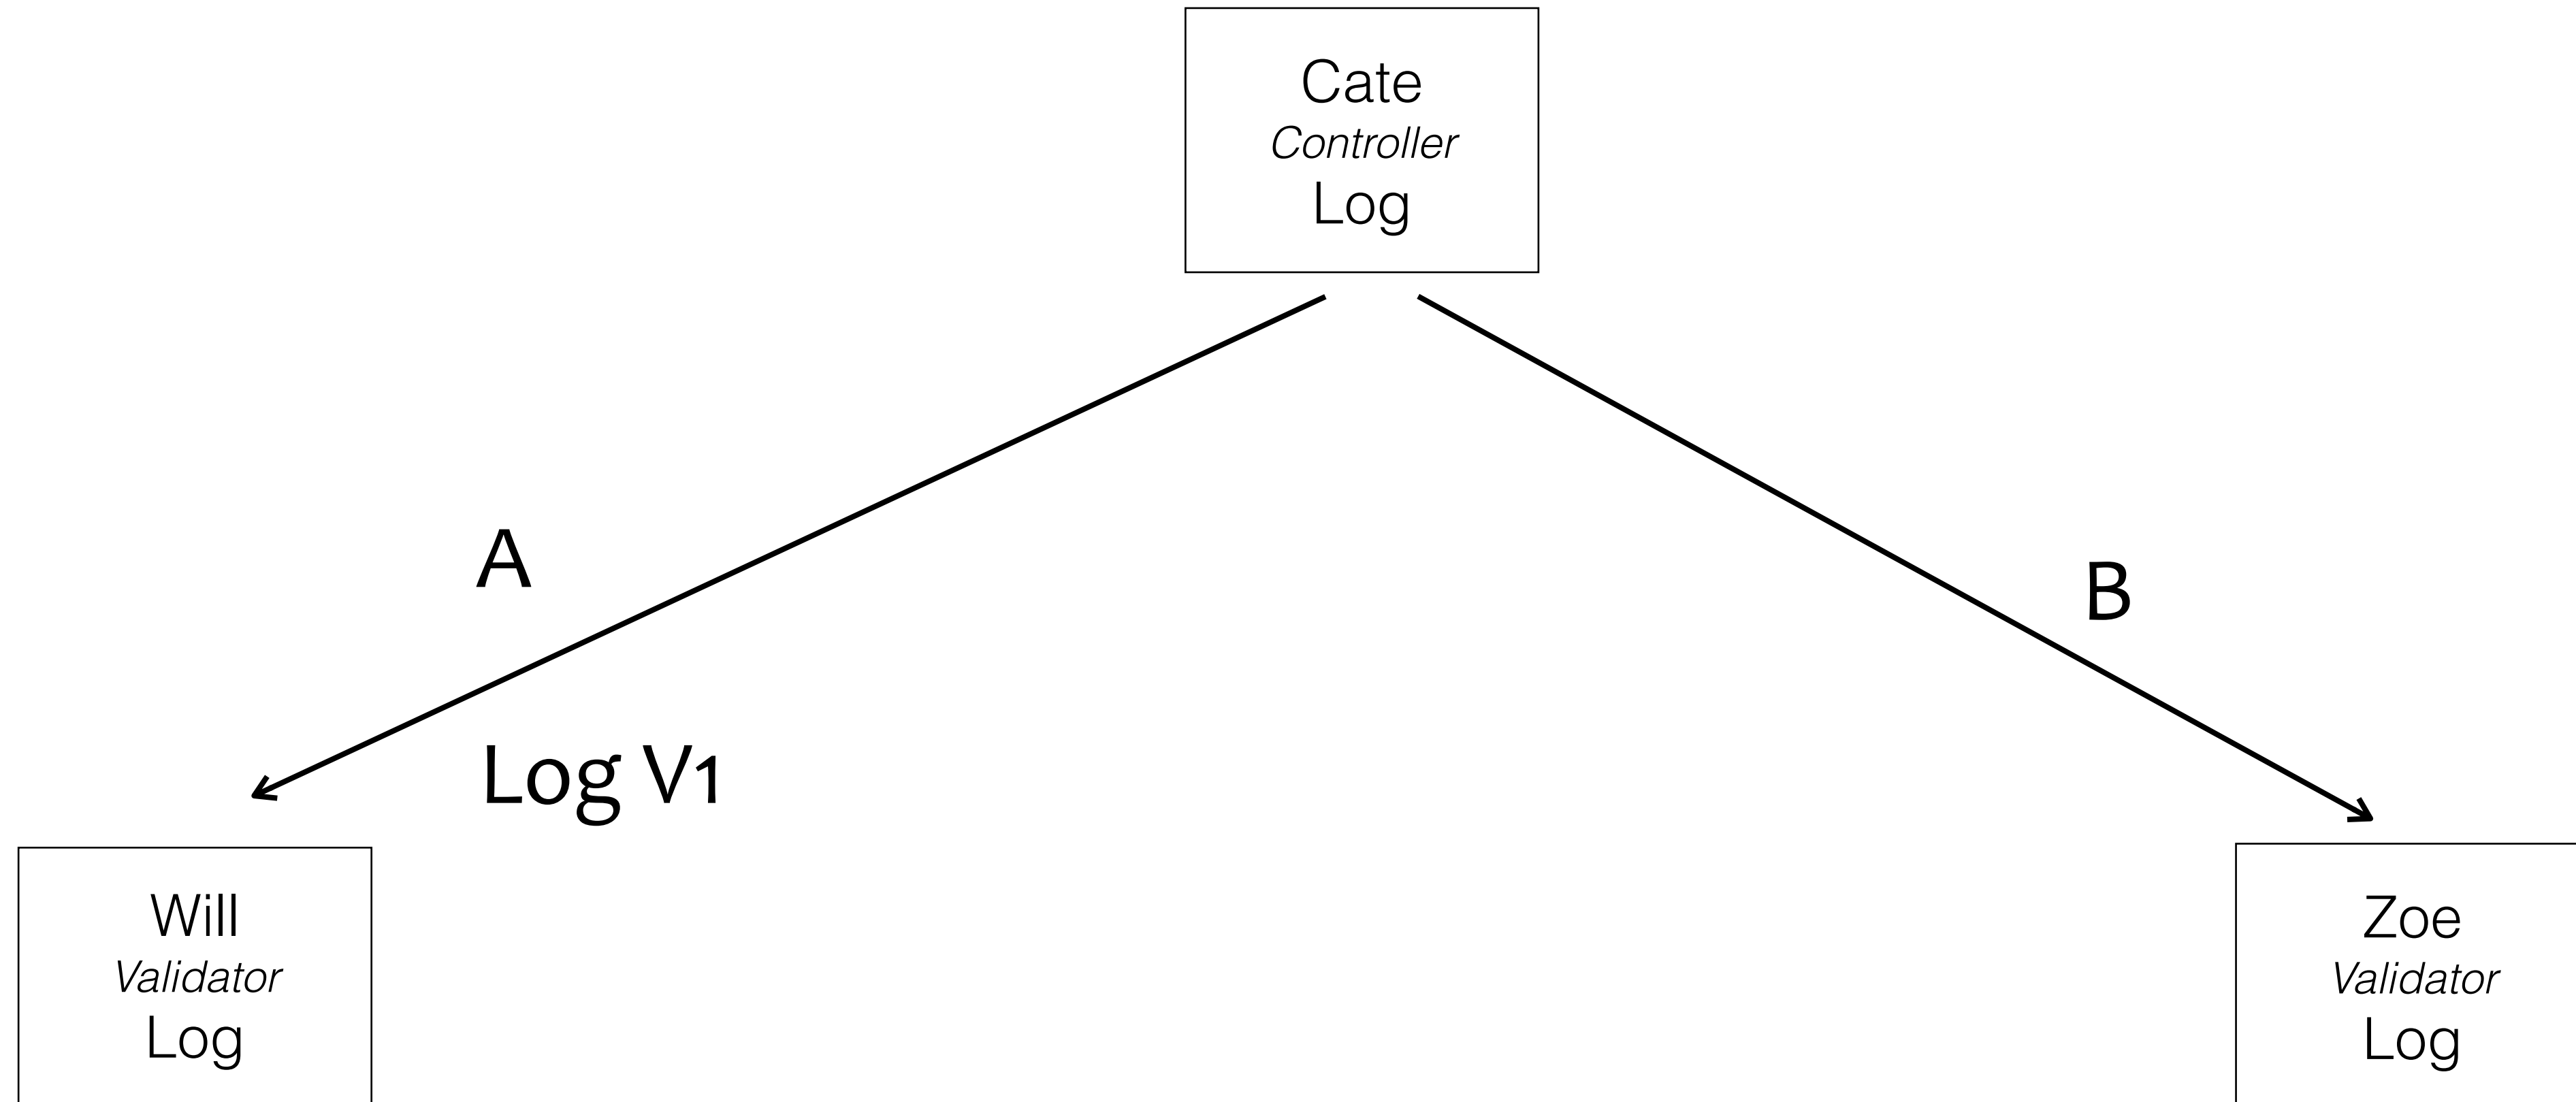 Cate
Controller
Log
A
B
Log V1
Will
Validator
Log
Zoe
Validator
Log